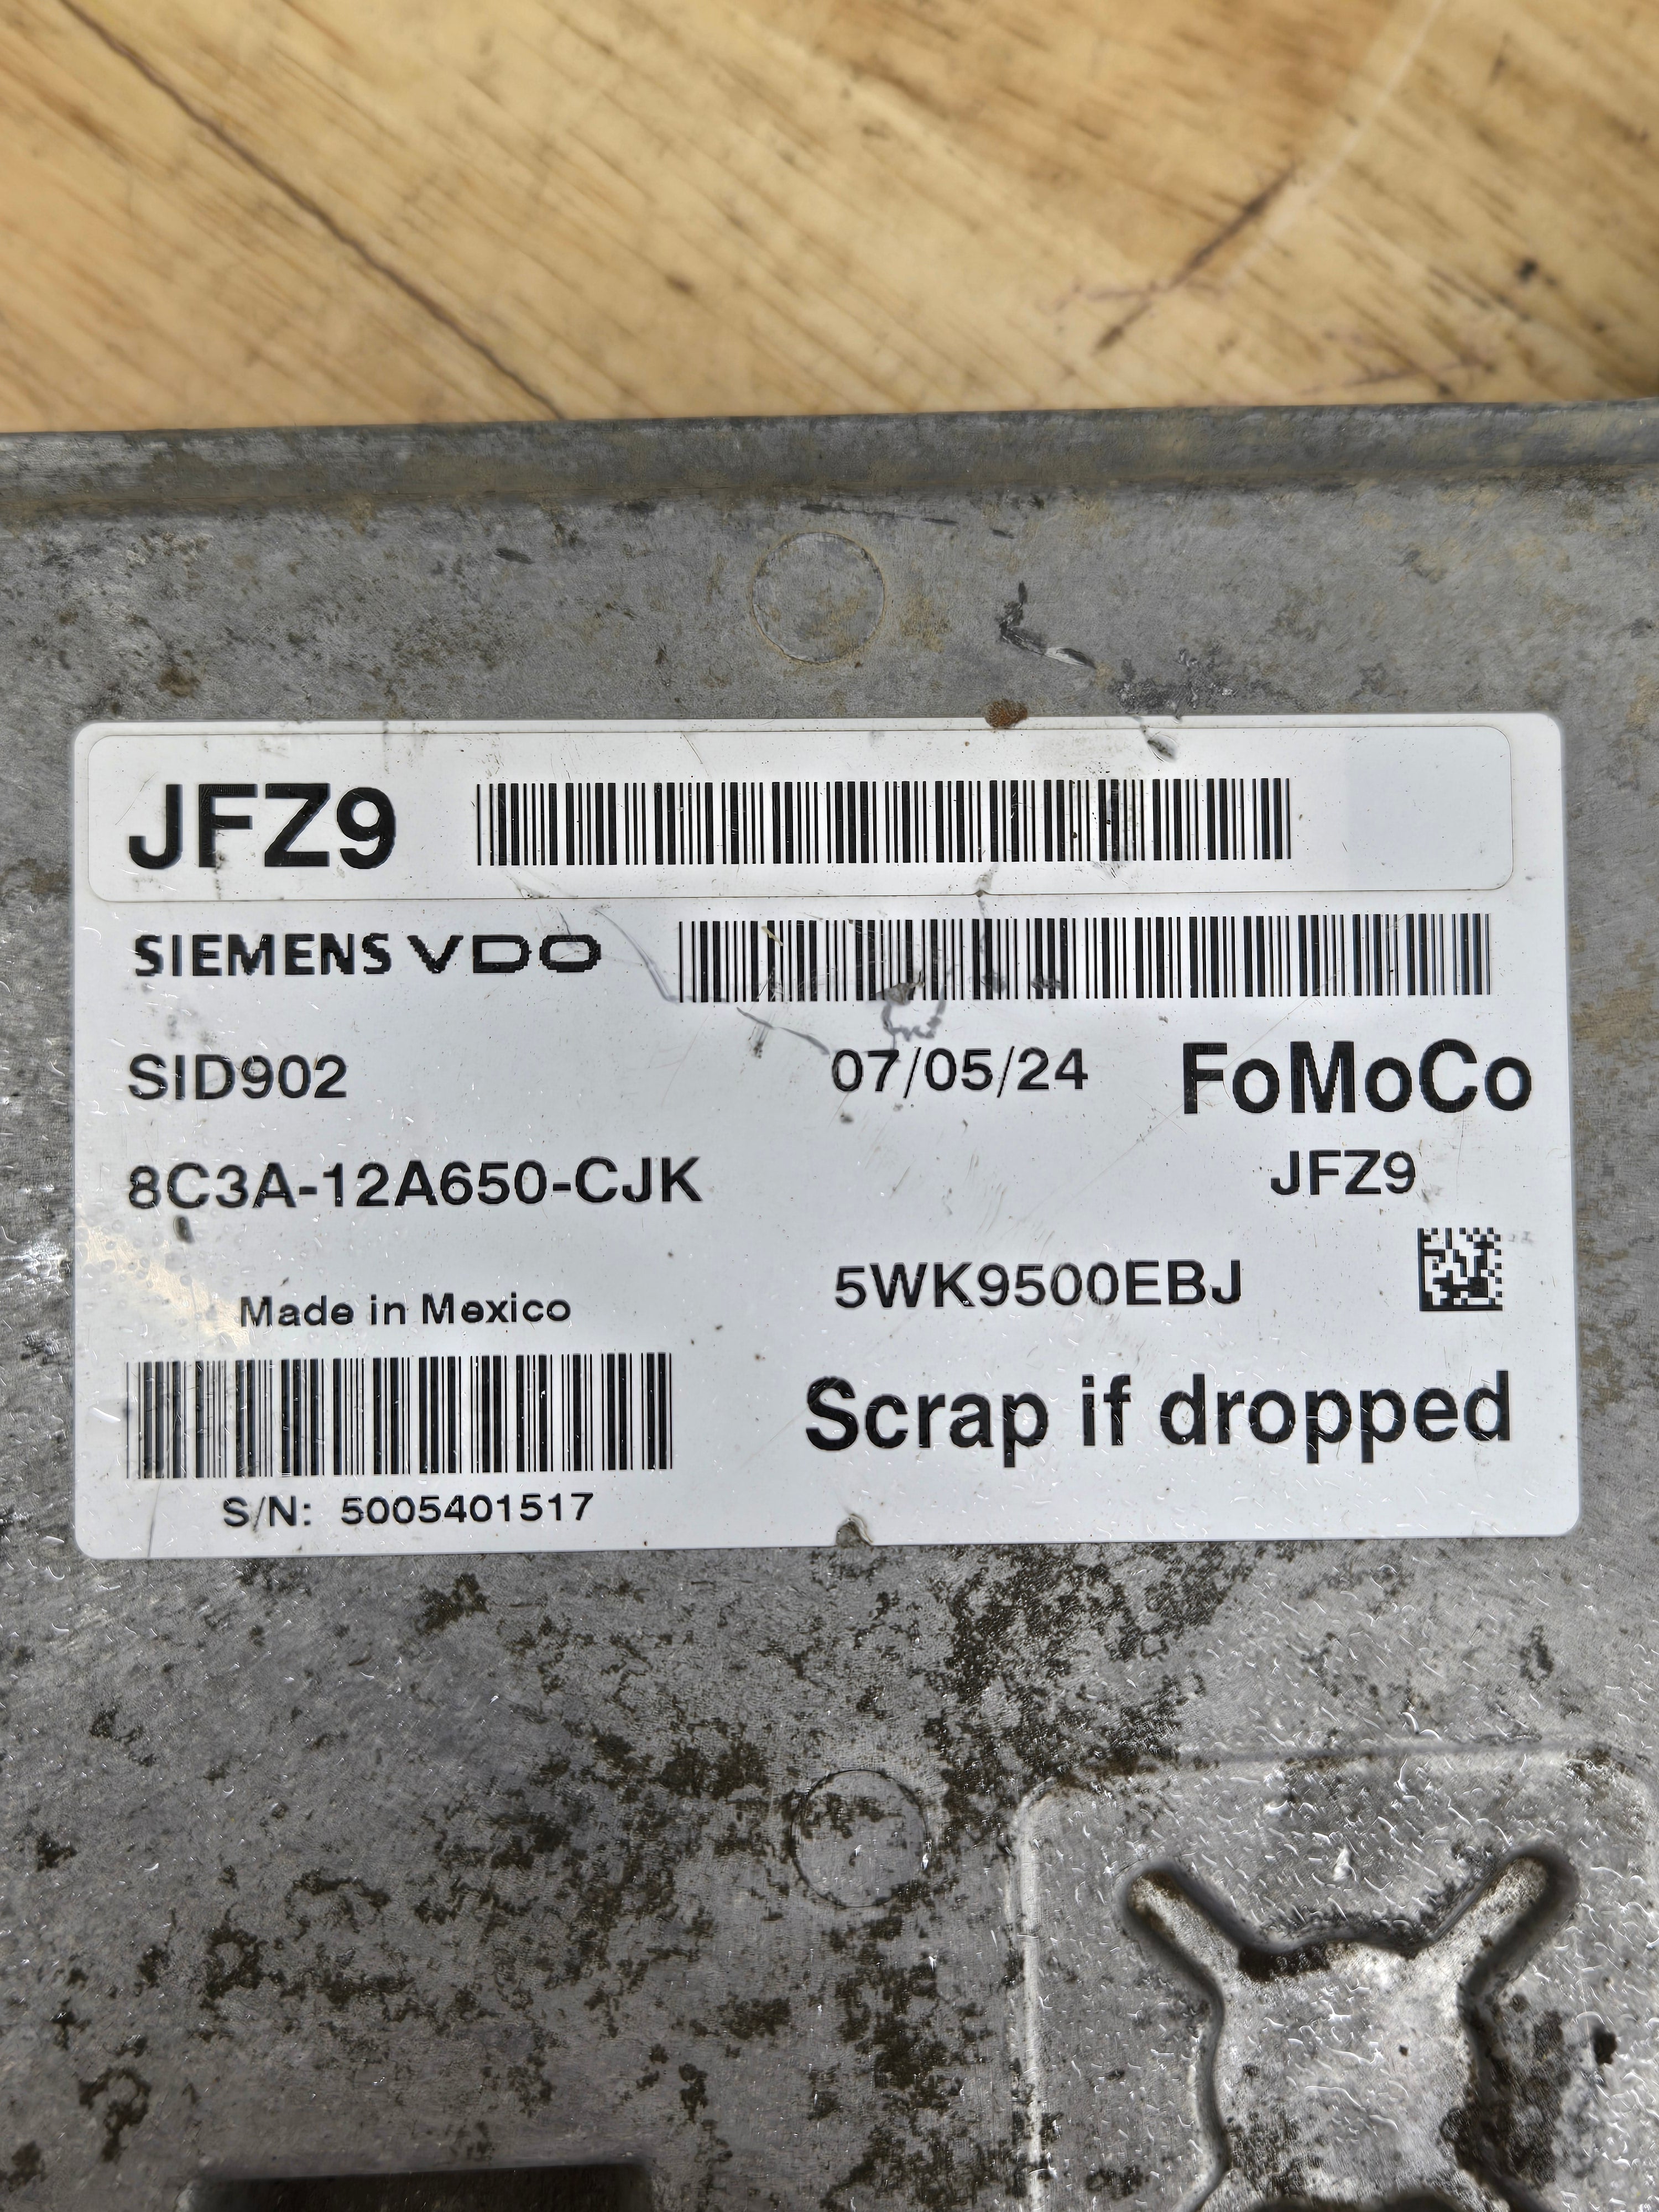 JFZ9
SIEMENS VDO
SID902 07/05/24 FoMoCo
8C3A-12A650-CJK JFZ9
Made in Mexico 5WK9500EBJ
Scrap if dropped
S/N: 5005401517